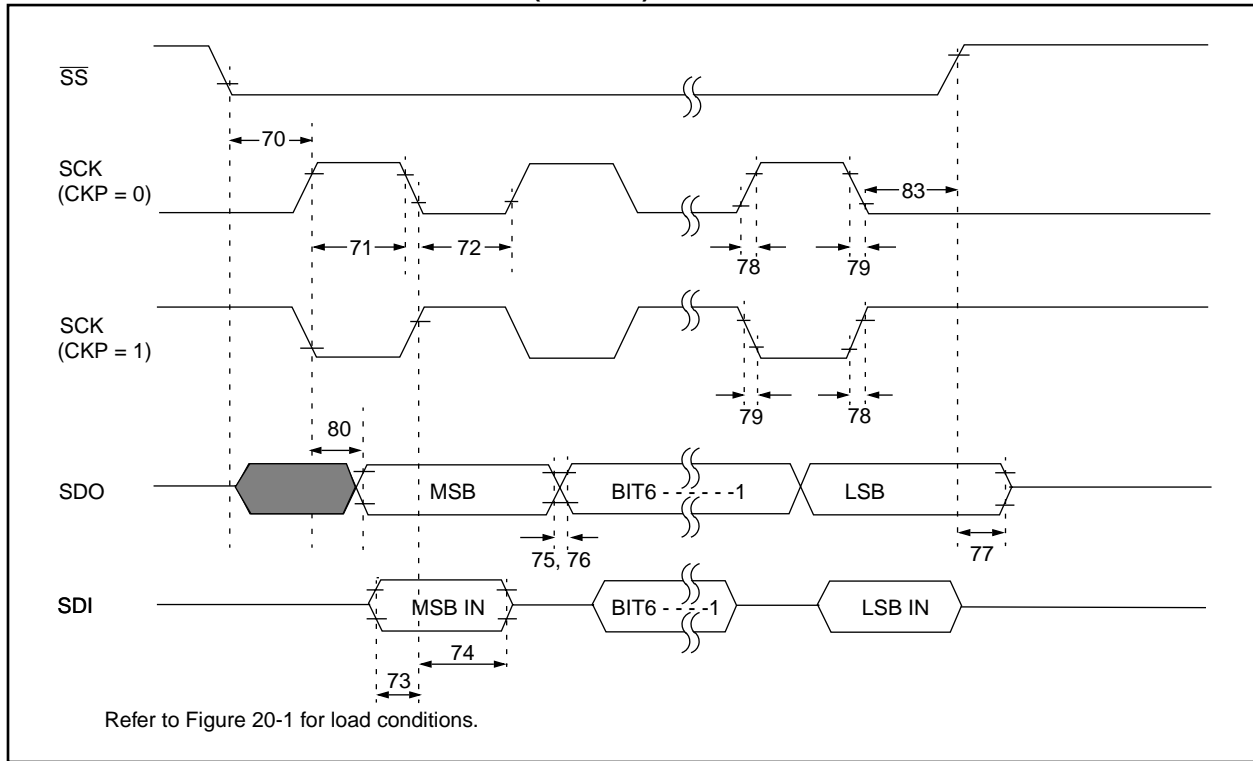 SS
70
SCK
(CKP = 0)
83
71
72
78
79
SCK
(CKP = 1)
79
78
80
SDO
MSB
BIT6 - - - - - -1
LSB
75, 76
77
SDI
MSB IN
BIT6 - - - -1
LSB IN
74
73
Refer to Figure 20-1 for load conditions.